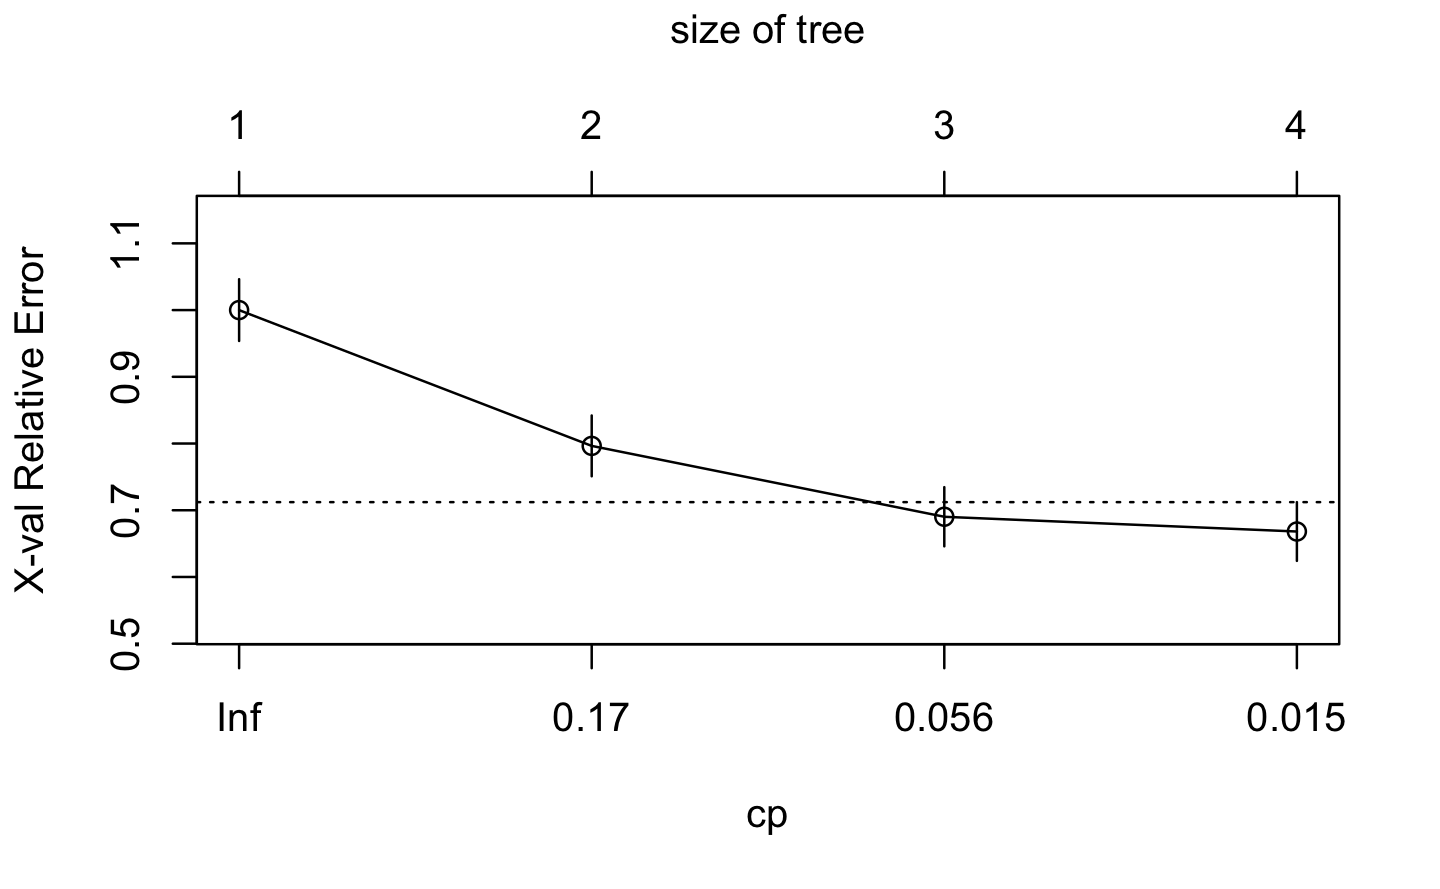 size of tree
1 2 3 4
X-val Relative Error
1.1
0.9
0.7
0.5
Inf 0.17 0.056 0.015
cp